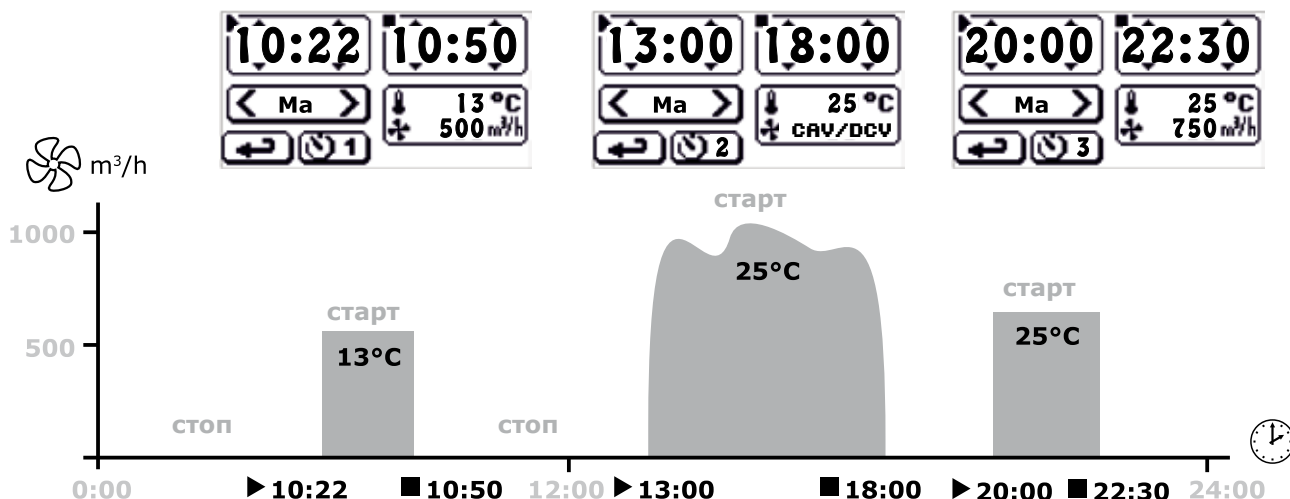 10:22 10:50
Ma
13 °C
500 m³/h
1
13:00 18:00
Ma
25 °C
CAV/DCV
2
20:00 22:30
Ma
25 °C
750 m³/h
3
m³/h
1000
500
старт
13°C
старт
25°C
старт
25°C
стоп
стоп
0:00 10:22 10:50 12:00 13:00 18:00 20:00 22:30 24:00